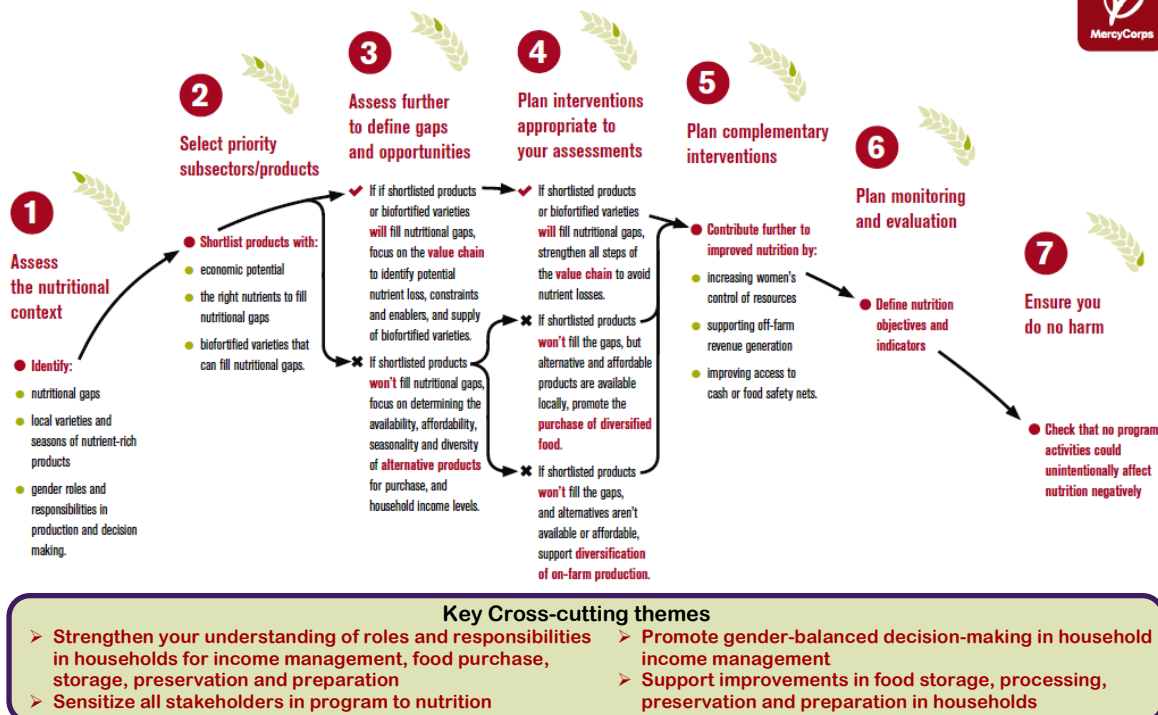 MercyCorps
1
Assess
the nutritional
context
Identify:
nutritional gaps
local varieties and
seasons of nutrient-rich
products
gender roles and
responsibilities in
production and decision
making.
2
Select priority
subsectors/products
Shortlist products with:
economic potential
the right nutrients to fill
nutritional gaps
biofortified varieties that
can fill nutritional gaps.
3
Assess further
to define gaps
and opportunities
If if shortlisted products
or biofortified varieties
will fill nutritional gaps,
focus on the value chain
to identify potential
nutrient loss, constraints
and enablers, and supply
of biofortified varieties.
If shortlisted products
won't fill nutritional gaps,
focus on determining the
availability, affordability,
seasonality and diversity
of alternative products
for purchase, and
household income levels.
4
Plan interventions
appropriate to
your assessments
If shortlisted products
or biofortified varieties
will fill nutritional gaps,
strengthen all steps of
the value chain to avoid
nutrient losses.
If shortlisted products
won't fill the gaps, but
alternative and affordable
products are available
locally, promote the
purchase of diversified
food.
If shortlisted products
won't fill the gaps,
and alternatives aren't
available or affordable,
support diversification
of on-farm production.
5
Plan complementary
interventions
Contribute further to
improved nutrition by:
increasing women's
control of resources
supporting off-farm
revenue generation
improving access to
cash or food safety nets.
6
Plan monitoring
and evaluation
Define nutrition
objectives and
indicators
7
Ensure you
do no harm
Check that no program
activities could
unintentionally affect
nutrition negatively
Key Cross-cutting themes
Strengthen your understanding of roles and responsibilities
in households for income management, food purchase,
storage, preservation and preparation
Sensitize all stakeholders in program to nutrition
Promote gender-balanced decision-making in household
income management
Support improvements in food storage, processing,
preservation and preparation in households